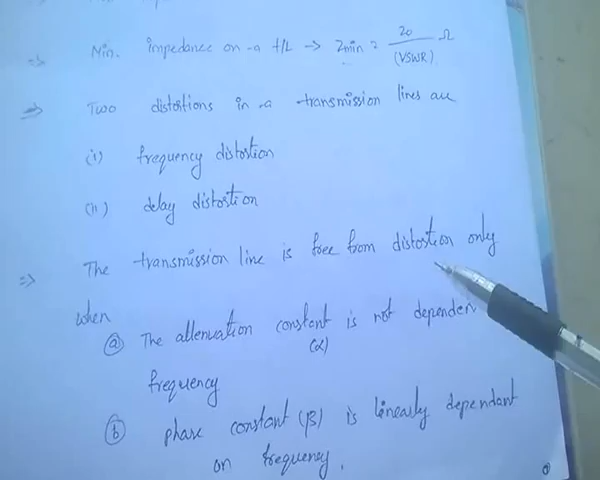 => Min. impedance on a t/L → Zmin = Z0/(VSWR) Ω
=> Two distortions in a transmission lines are
(i) frequency distortion
(ii) delay distortion
=> The transmission line is free from distortion only
when
(a) The attenuation constant is not dependen
(α)
frequency
(b) phase constant (β) is linearly dependant
on frequency.